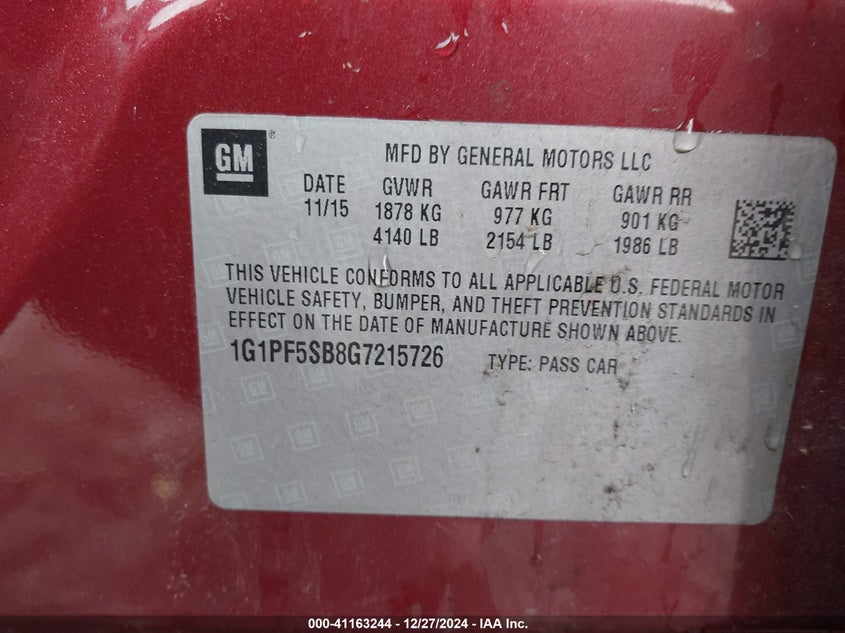 GM ®
MFD BY GENERAL MOTORS LLC
DATE GVWR GAWR FRT GAWR RR
11/15 1878 KG 977 KG 901 KG
4140 LB 2154 LB 1986 LB
THIS VEHICLE CONFORMS TO ALL APPLICABLE U.S. FEDERAL MOTOR
VEHICLE SAFETY, BUMPER, AND THEFT PREVENTION STANDARDS IN
EFFECT ON THE DATE OF MANUFACTURE SHOWN ABOVE.
1G1PF5SB8G7215726 TYPE: PASS CAR
000-41163244 - 12/27/2024 - IAA Inc.